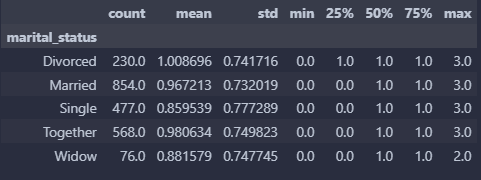 count mean std min 25% 50% 75% max
marital_status
Divorced 230.0 1.008696 0.741716 0.0 1.0 1.0 1.0 3.0
Married 854.0 0.967213 0.732019 0.0 0.0 1.0 1.0 3.0
Single 477.0 0.859539 0.777289 0.0 0.0 1.0 1.0 3.0
Together 568.0 0.980634 0.749823 0.0 0.0 1.0 1.0 3.0
Widow 76.0 0.881579 0.747745 0.0 0.0 1.0 1.0 2.0